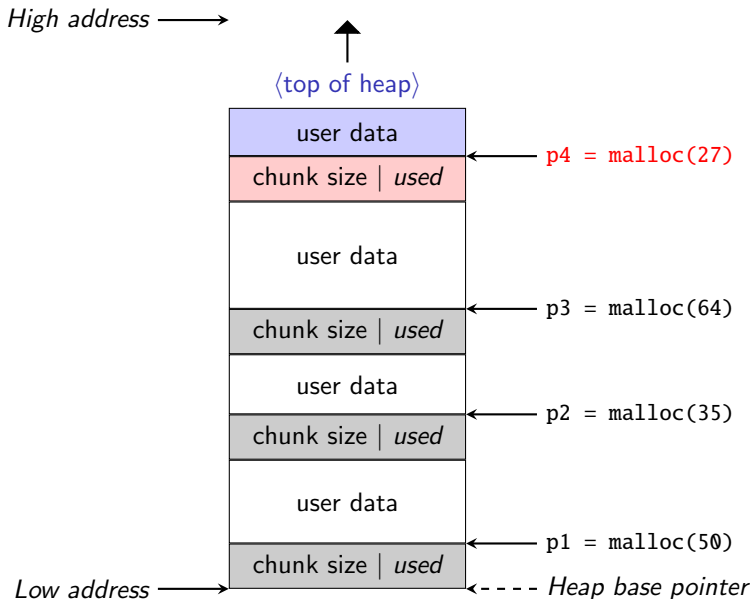 High address
⟨top of heap⟩
user data
p4 = malloc(27)
chunk size | used
user data
p3 = malloc(64)
chunk size | used
user data
p2 = malloc(35)
chunk size | used
user data
p1 = malloc(50)
chunk size | used
Low address
Heap base pointer